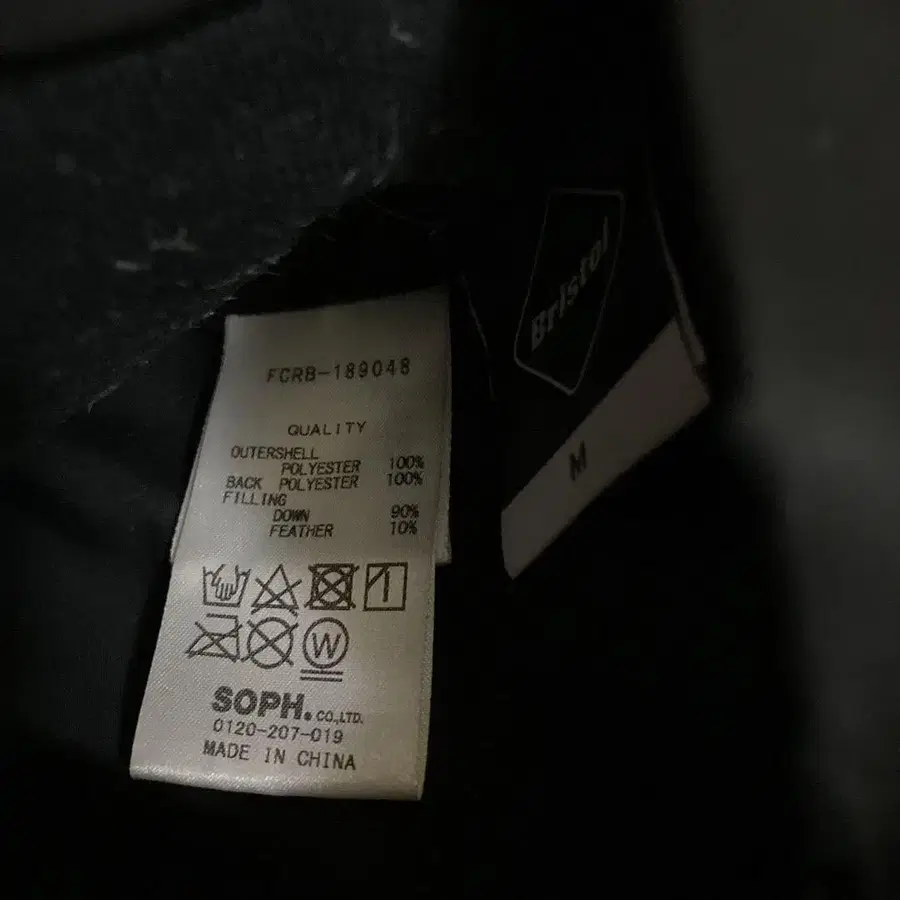 FCRB-189048
QUALITY
OUTERSHELL
POLYESTER 100%
BACK POLYESTER 100%
FILLING
DOWN 90%
FEATHER 10%
W
SOPH. CO.,LTD.
0120-207-019
MADE IN CHINA
Bristol
M